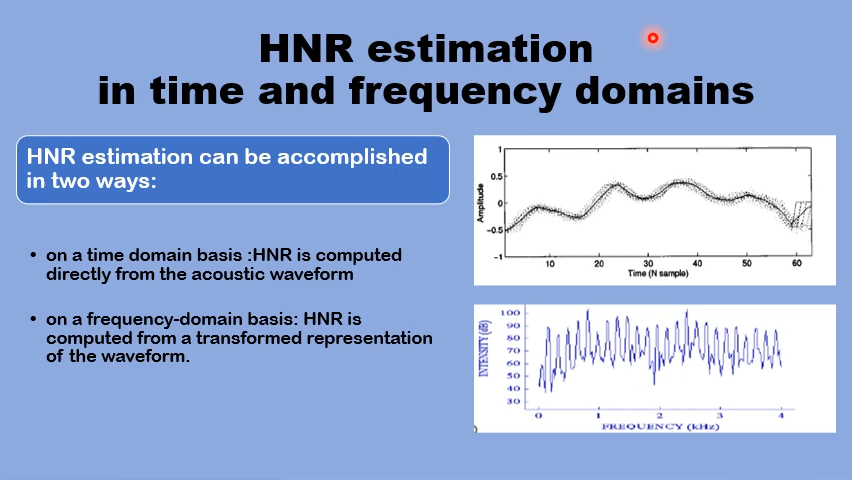 HNR estimation
in time and frequency domains
HNR estimation can be accomplished
in two ways:
• on a time domain basis :HNR is computed
directly from the acoustic waveform
• on a frequency-domain basis: HNR is
computed from a transformed representation
of the waveform.
Amplitude
1
0.5
0
−0.5
−1
0 10 20 30 40 50 60
Time (N sample)
INTENSITY (dB)
100
90
80
70
60
50
40
30
0 1 2 3 4
FREQUENCY (kHz)